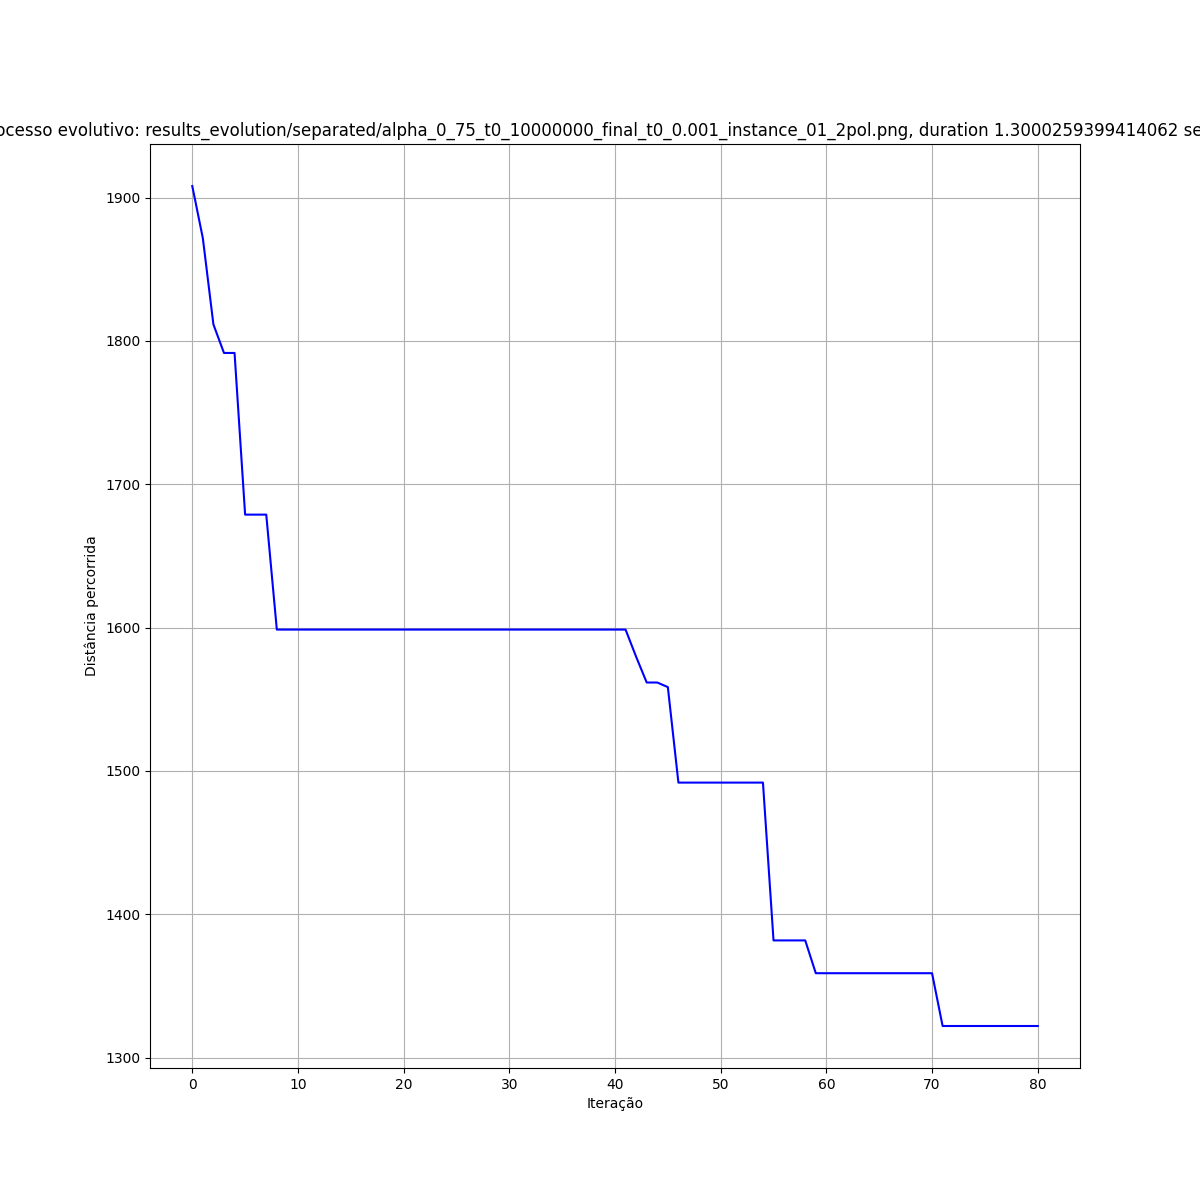 ocesso evolutivo: results_evolution/separated/alpha_0_75_t0_10000000_final_t0_0.001_instance_01_2pol.png, duration 1.3000259399414062 se
1900
1800
1700
1600
1500
1400
1300
Distância percorrida
0 10 20 30 40 50 60 70 80
Iteração